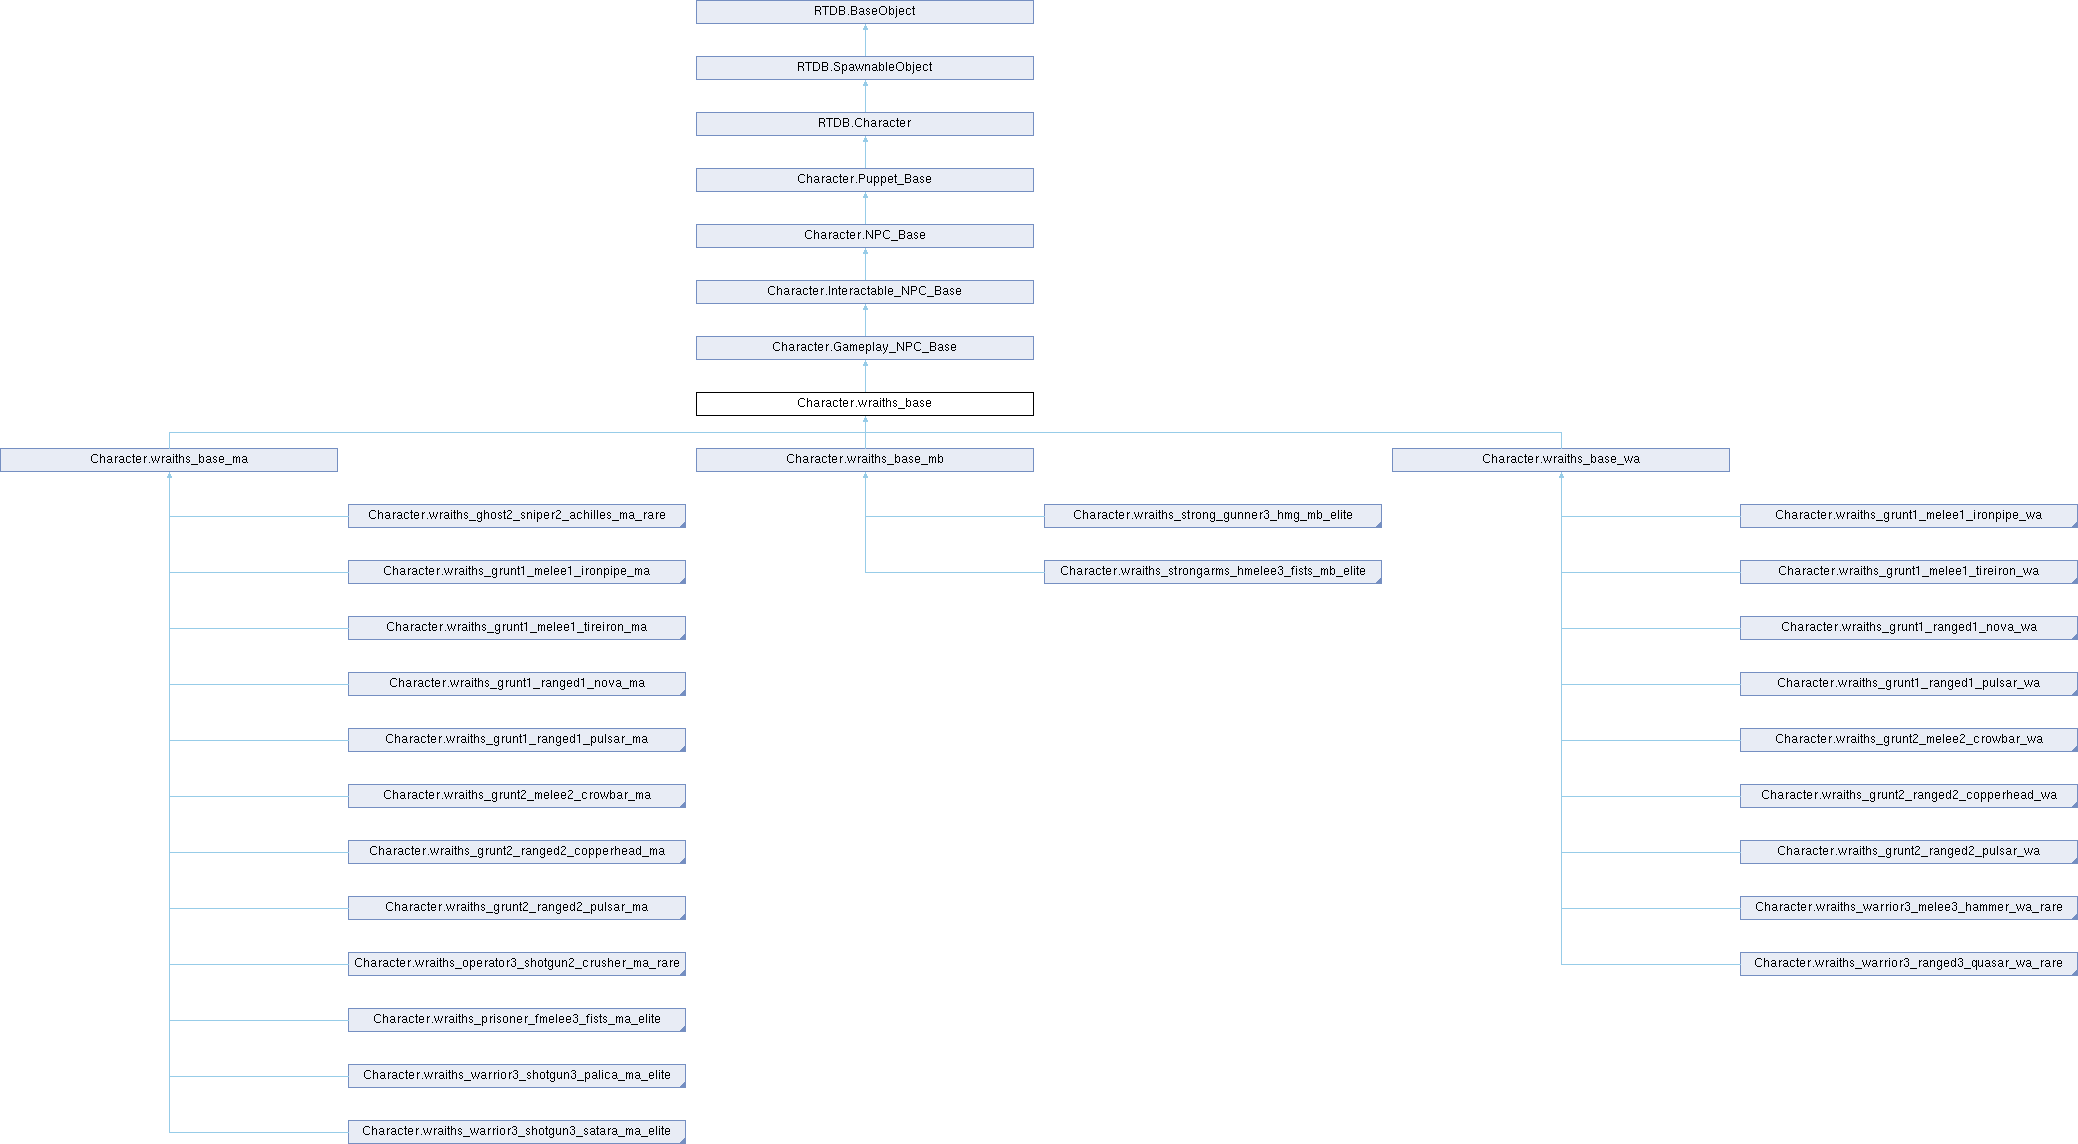 RTDB.BaseObject
RTDB.SpawnableObject
RTDB.Character
Character.Puppet_Base
Character.NPC_Base
Character.Interactable_NPC_Base
Character.Gameplay_NPC_Base
Character.wraiths_base
Character.wraiths_base_ma
Character.wraiths_base_mb
Character.wraiths_base_wa
Character.wraiths_ghost2_sniper2_achilles_ma_rare
Character.wraiths_strong_gunner3_hmg_mb_elite
Character.wraiths_grunt1_melee1_ironpipe_wa
Character.wraiths_grunt1_melee1_ironpipe_ma
Character.wraiths_strongarms_hmelee3_fists_mb_elite
Character.wraiths_grunt1_melee1_tireiron_wa
Character.wraiths_grunt1_melee1_tireiron_ma
Character.wraiths_grunt1_ranged1_nova_wa
Character.wraiths_grunt1_ranged1_nova_ma
Character.wraiths_grunt1_ranged1_pulsar_wa
Character.wraiths_grunt1_ranged1_pulsar_ma
Character.wraiths_grunt2_melee2_crowbar_wa
Character.wraiths_grunt2_melee2_crowbar_ma
Character.wraiths_grunt2_ranged2_copperhead_wa
Character.wraiths_grunt2_ranged2_copperhead_ma
Character.wraiths_grunt2_ranged2_pulsar_wa
Character.wraiths_grunt2_ranged2_pulsar_ma
Character.wraiths_warrior3_melee3_hammer_wa_rare
Character.wraiths_operator3_shotgun2_crusher_ma_rare
Character.wraiths_warrior3_ranged3_quasar_wa_rare
Character.wraiths_prisoner_fmelee3_fists_ma_elite
Character.wraiths_warrior3_shotgun3_palica_ma_elite
Character.wraiths_warrior3_shotgun3_satara_ma_elite